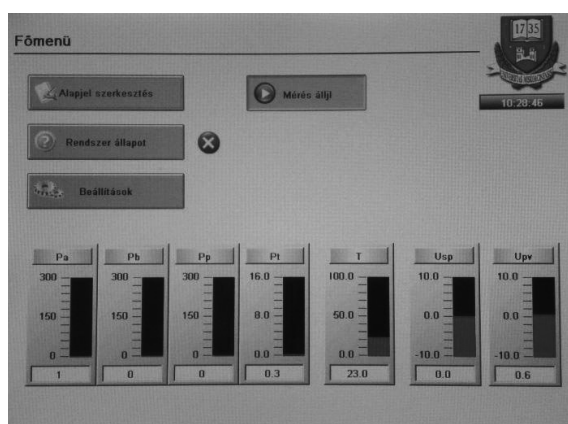 Főmenü
17 35
10:28:46
Alapjel szerkesztés
Mérés állj!
Rendszer állapot
Beállítások
Pa Pb Pp Pt T Usp Upv
300 300 300 16.0 100.0 10.0 10.0
150 150 150 8.0 50.0 0.0 0.0
0 0 0 0.0 0.0 -10.0 -10.0
1 0 0 0.3 23.0 0.0 0.6